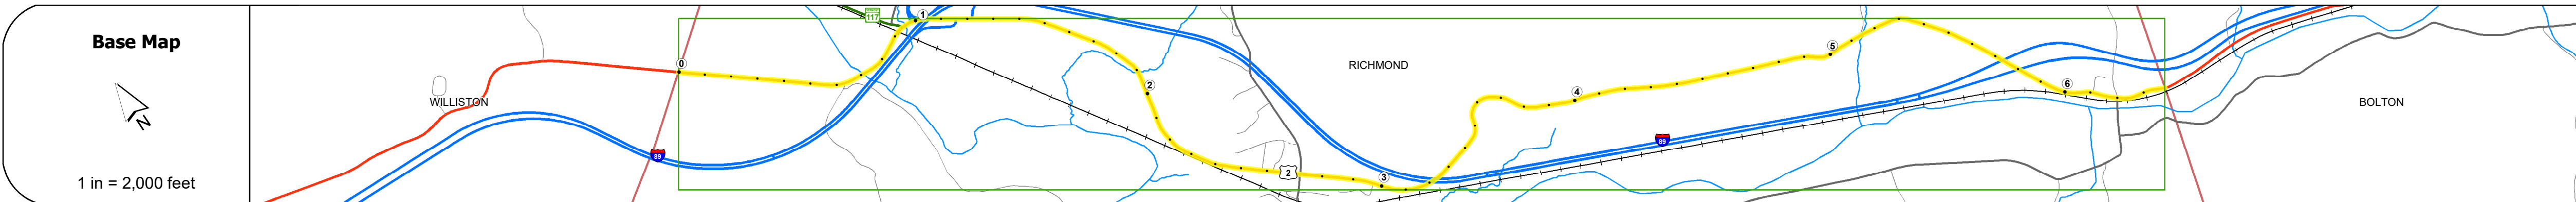 Base Map
N
1 in = 2,000 feet
WILLISTON
89
0
117
1
2
2
3
RICHMOND
4
89
5
6
BOLTON